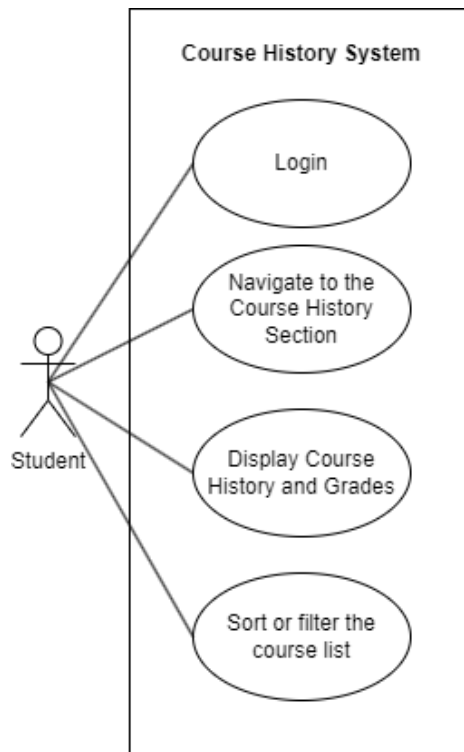 Course History System
Login
Navigate to the
Course History
Section
Student
Display Course
History and Grades
Sort or filter the
course list